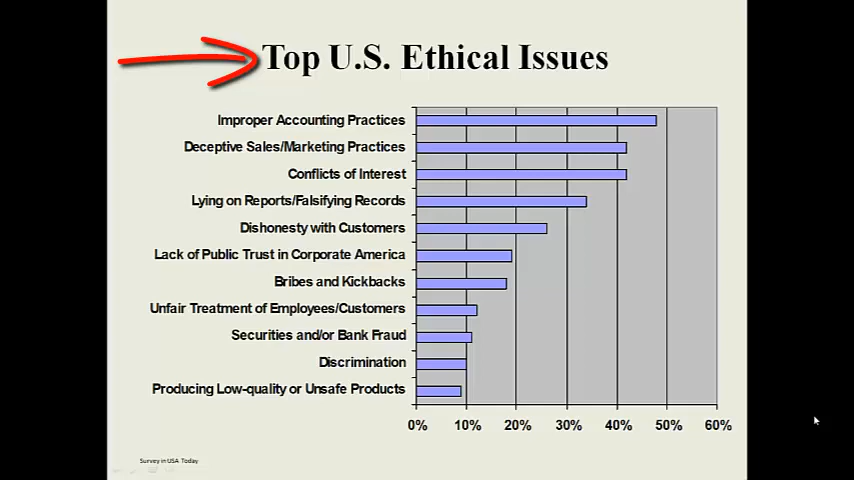 Top U.S. Ethical Issues
Improper Accounting Practices
Deceptive Sales/Marketing Practices
Conflicts of Interest
Lying on Reports/Falsifying Records
Dishonesty with Customers
Lack of Public Trust in Corporate America
Bribes and Kickbacks
Unfair Treatment of Employees/Customers
Securities and/or Bank Fraud
Discrimination
Producing Low-quality or Unsafe Products
0% 10% 20% 30% 40% 50% 60%
Survey in USA Today